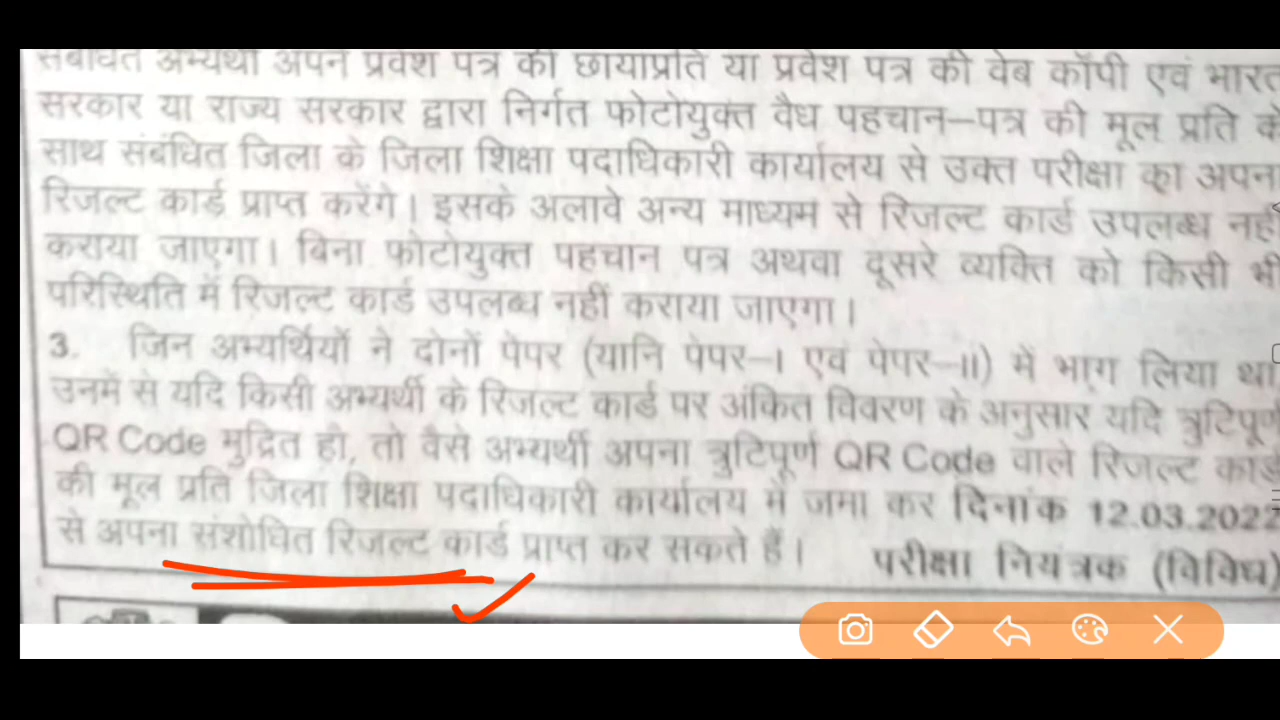 संबंधित अभ्यर्थी अपने प्रवेश पत्र की छायाप्रति या प्रवेश पत्र की वेब कॉपी एवं भारत
सरकार या राज्य सरकार द्वारा निर्गत फोटोयुक्त वैध पहचान–पत्र की मूल प्रति के
साथ संबंधित जिला के जिला शिक्षा पदाधिकारी कार्यालय से उक्त परीक्षा का अपना
रिजल्ट कार्ड प्राप्त करेंगे। इसके अलावे अन्य माध्यम से रिजल्ट कार्ड उपलब्ध नहीं
कराया जाएगा। बिना फोटोयुक्त पहचान पत्र अथवा दूसरे व्यक्ति को किसी भी
परिस्थिति में रिजल्ट कार्ड उपलब्ध नहीं कराया जाएगा।
3. जिन अभ्यर्थियों ने दोनों पेपर (यानि पेपर–I एवं पेपर–II) में भाग लिया था
उनमें से यदि किसी अभ्यर्थी के रिजल्ट कार्ड पर अंकित विवरण के अनुसार यदि त्रुटिपूर्ण
QR Code मुद्रित हो, तो वैसे अभ्यर्थी अपना त्रुटिपूर्ण QR Code वाले रिजल्ट कार्ड
की मूल प्रति जिला शिक्षा पदाधिकारी कार्यालय में जमा कर दिनांक 12.03.2022
से अपना संशोधित रिजल्ट कार्ड प्राप्त कर सकते हैं।
परीक्षा नियंत्रक (विविध)